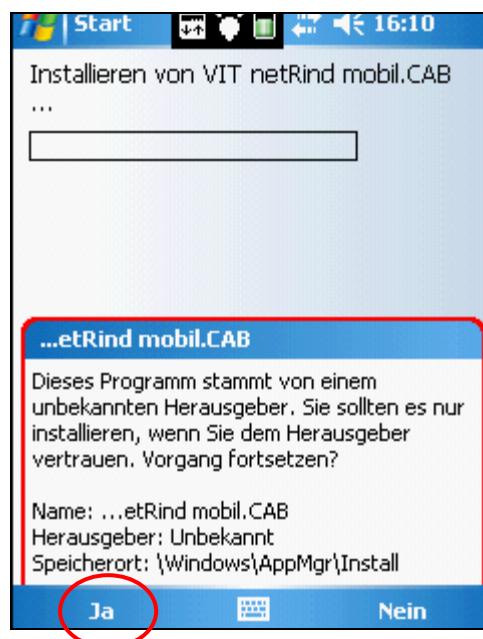 Start 16:10
Installieren von VIT netRind mobil.CAB
...
...etRind mobil.CAB
Dieses Programm stammt von einem
unbekannten Herausgeber. Sie sollten es nur
installieren, wenn Sie dem Herausgeber
vertrauen. Vorgang fortsetzen?
Name: ...etRind mobil.CAB
Herausgeber: Unbekannt
Speicherort: \Windows\AppMgr\Install
Ja Nein